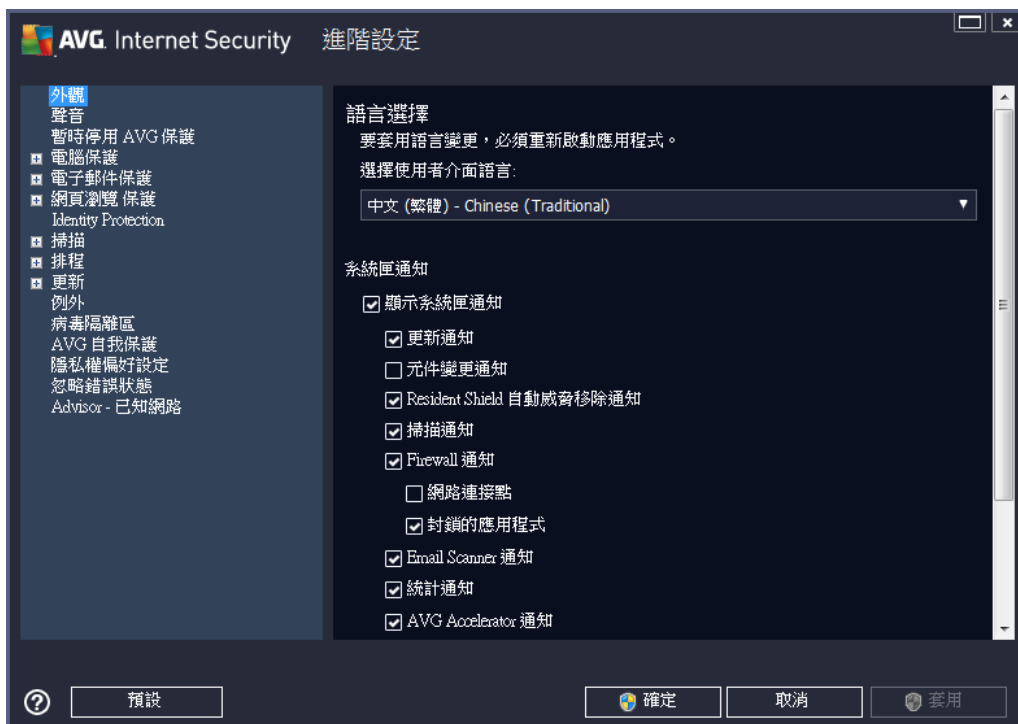 AVG. Internet Security 進階設定
外觀
聲音
暫時停用 AVG 保護
電腦保護
電子郵件保護
網頁瀏覽 保護
Identity Protection
掃描
排程
更新
例外
病毒隔離區
AVG 自我保護
隱私權偏好設定
忽略錯誤狀態
Advisor - 已知網路
語言選擇
要套用語言變更，必須重新啟動應用程式。
選擇使用者介面語言:
中文 (繁體) - Chinese (Traditional)
系統匣通知
顯示系統匣通知
更新通知
元件變更通知
Resident Shield 自動威脅移除通知
掃描通知
Firewall 通知
網路連接點
封鎖的應用程式
Email Scanner 通知
統計通知
AVG Accelerator 通知
預設
確定
取消
套用